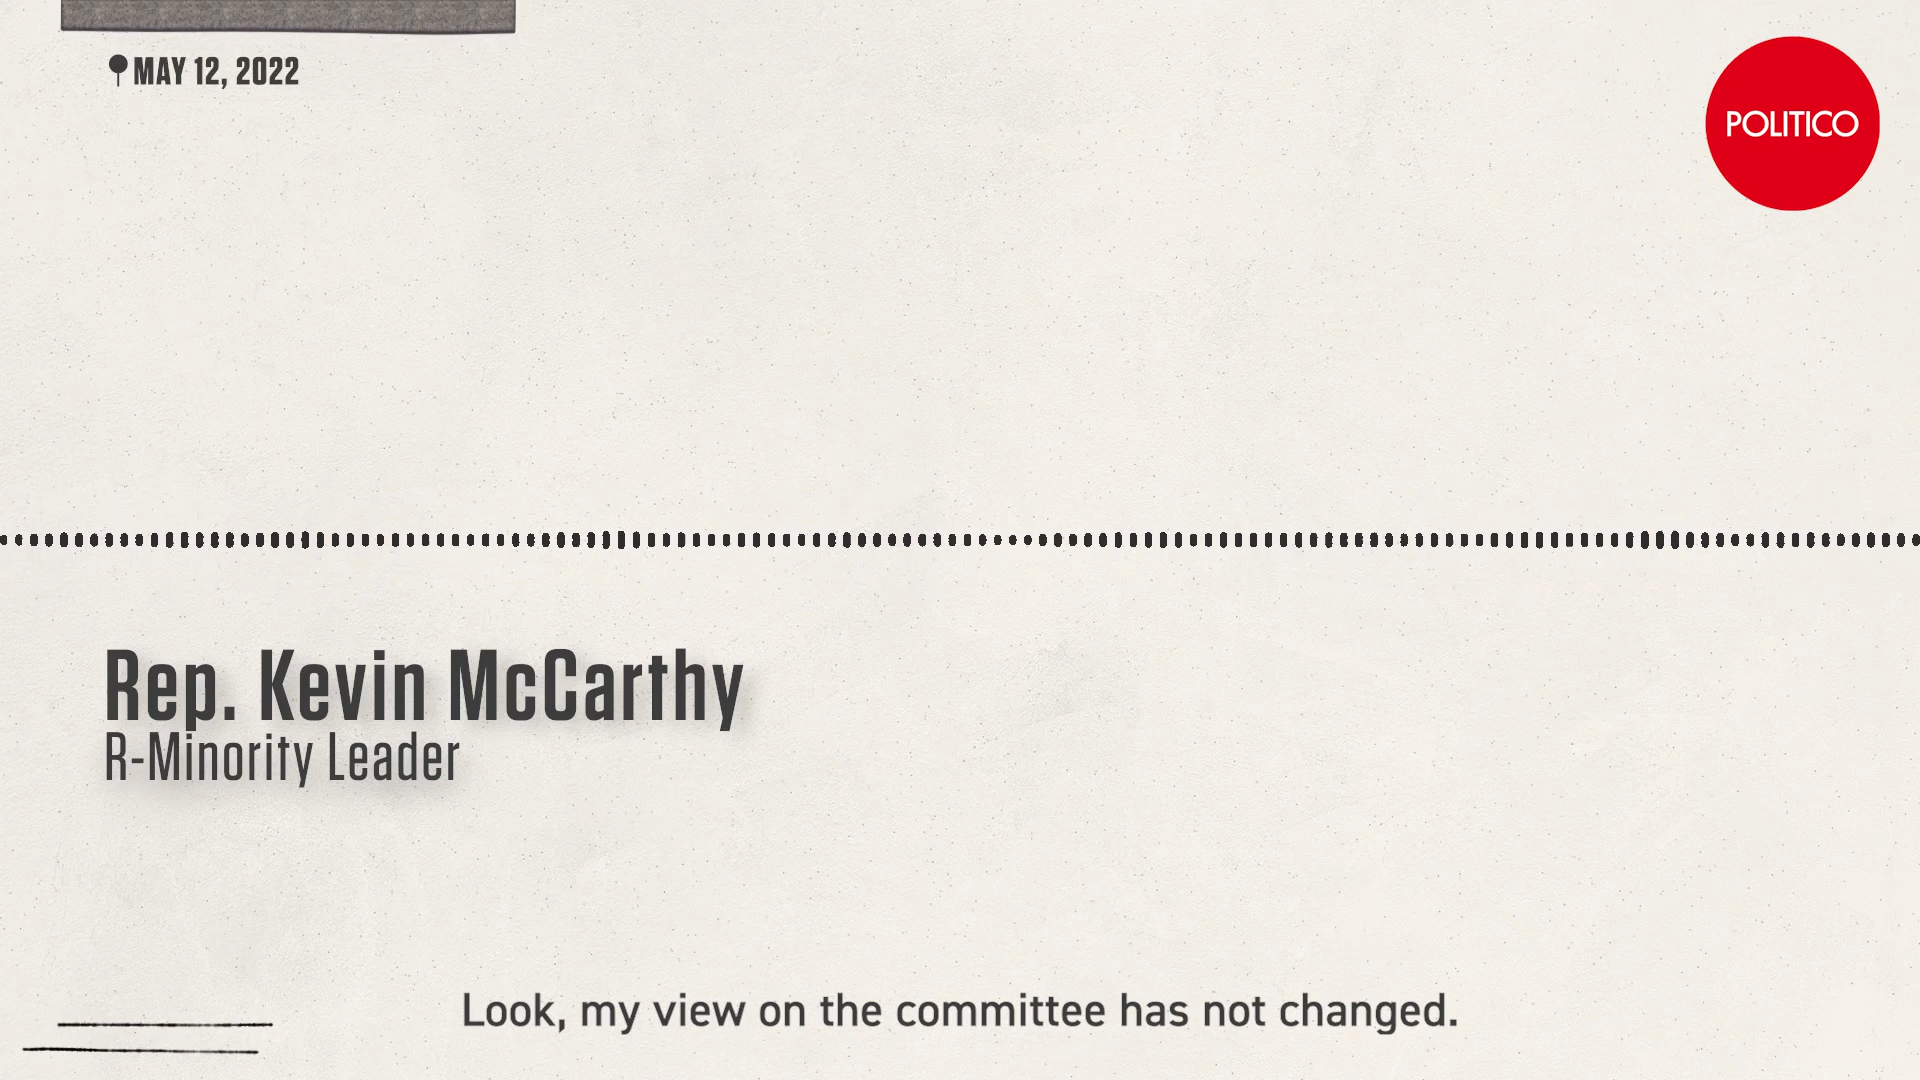 MAY 12, 2022
POLITICO
Rep. Kevin McCarthy
R-Minority Leader
Look, my view on the committee has not changed.